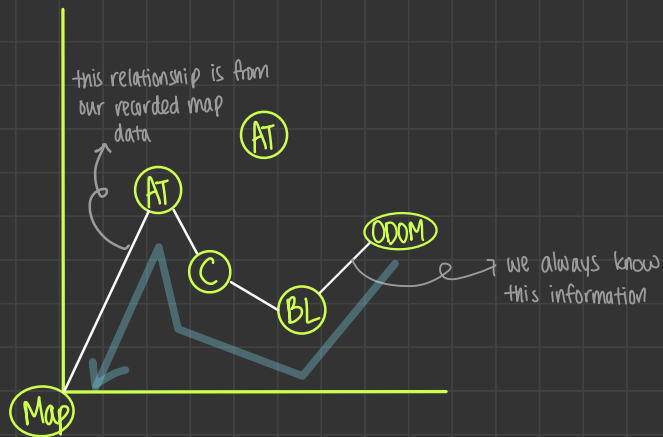 this relationship is from
our recorded map
data
AT
AT
ODOM
C
we always know
this information
BL
Map